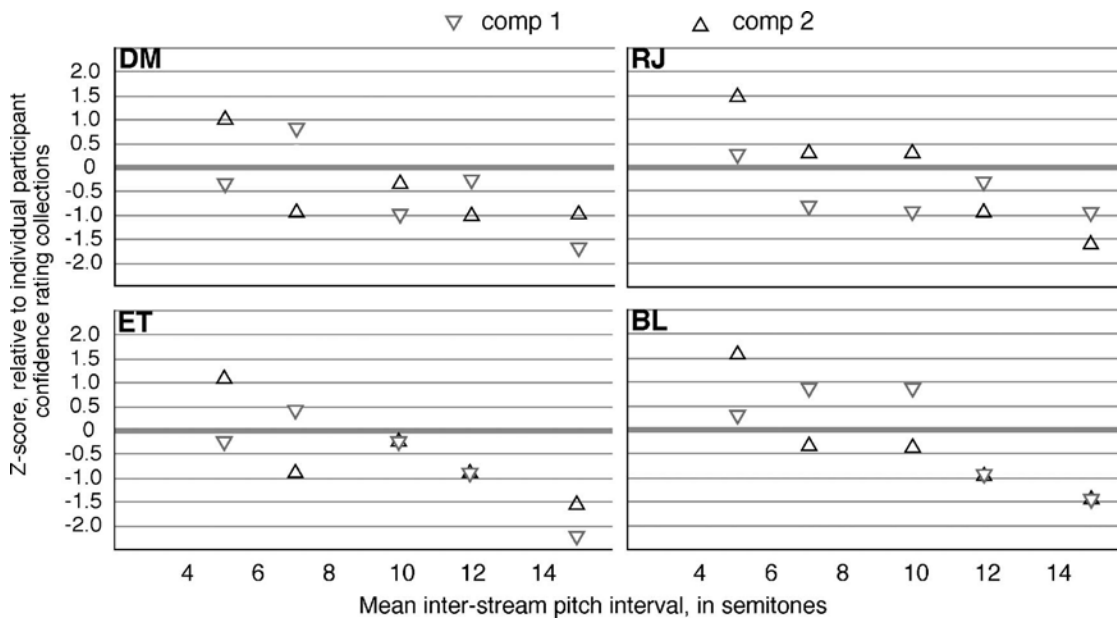 comp 1 comp 2
DM RJ
2.0
1.5
1.0
0.5
0
-0.5
-1.0
-1.5
-2.0
ET BL
2.0
1.5
1.0
0.5
0
-0.5
-1.0
-1.5
-2.0
Z-score, relative to individual participant
confidence rating collections
4 6 8 10 12 14 4 6 8 10 12 14
Mean inter-stream pitch interval, in semitones